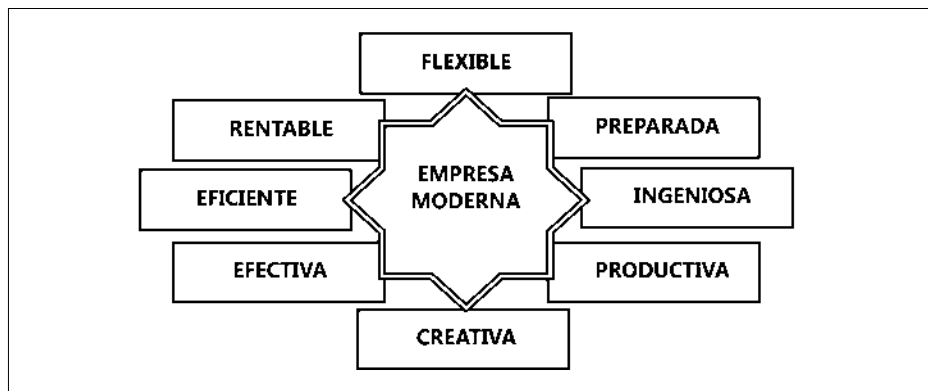 FLEXIBLE
RENTABLE
PREPARADA
EMPRESA
MODERNA
EFICIENTE
INGENIOSA
EFECTIVA
PRODUCTIVA
CREATIVA